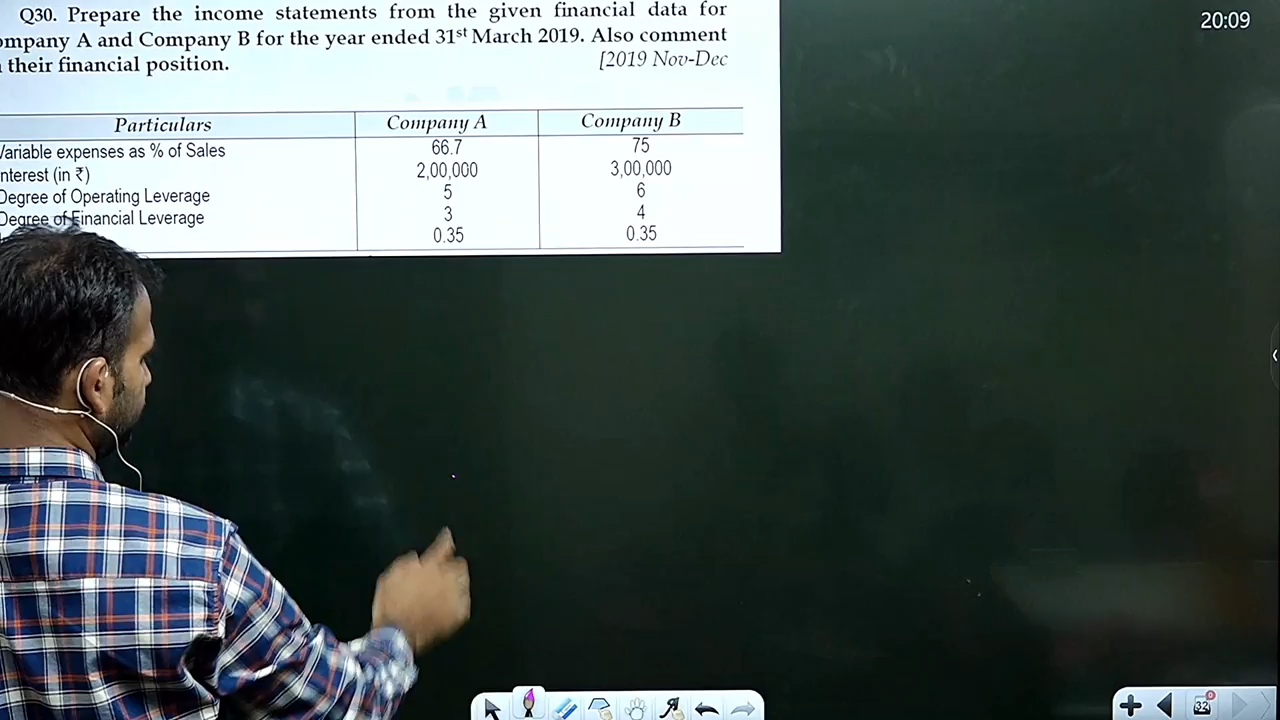 20:09
Q30. Prepare the income statements from the given financial data for
ompany A and Company B for the year ended 31st March 2019. Also comment
their financial position. [2019 Nov-Dec
Particulars Company A Company B
Variable expenses as % of Sales 66.7 75
nterest (in ₹) 2,00,000 3,00,000
Degree of Operating Leverage 5 6
Degree of Financial Leverage 3 4
0.35 0.35
32